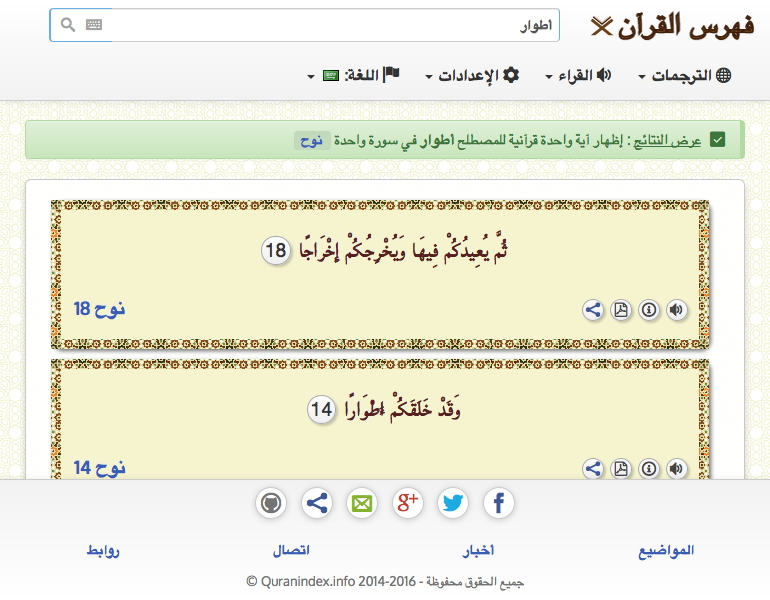 فهرس القرآن
اطوار
الترجمات
القراء
الإعدادات
اللغة:
عرض النتائج : إظهار آية واحدة قرآنية للمصطلح أطوار في سورة واحدة نوح
ثُمَّ يُعِيدُكُمْ فِيهَا وَيُخْرِجُكُمْ إِخْرَاجًا 18
نوح 18
وَقَدْ خَلَقَكُمْ أَطْوَارًا 14
نوح 14
المواضيع
أخبار
اتصال
روابط
جميع الحقوق محفوظة - Quranindex.info 2014-2016 ©